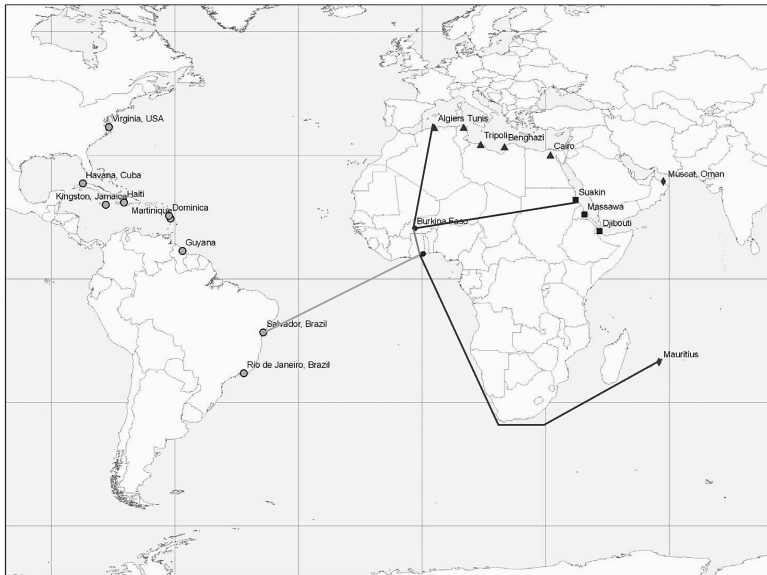 Virginia, USA
Algiers Tunis
Tripoli
Benghazi
Cairo
Havana, Cuba
Muscat, Oman
Kingston, Jamaica
Haiti
Suakin
Martinique
Dominica
Massawa
Burkina Faso
Djibouti
Guyana
Salvador, Brazil
Mauritius
Rio de Janeiro, Brazil